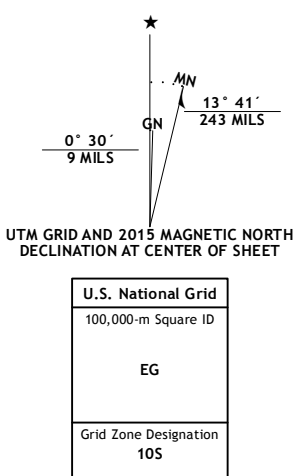 MN
13° 41´
243 MILS
GN
0° 30´
9 MILS
UTM GRID AND 2015 MAGNETIC NORTH
DECLINATION AT CENTER OF SHEET
U.S. National Grid
100,000-m Square ID
EG
Grid Zone Designation
10S